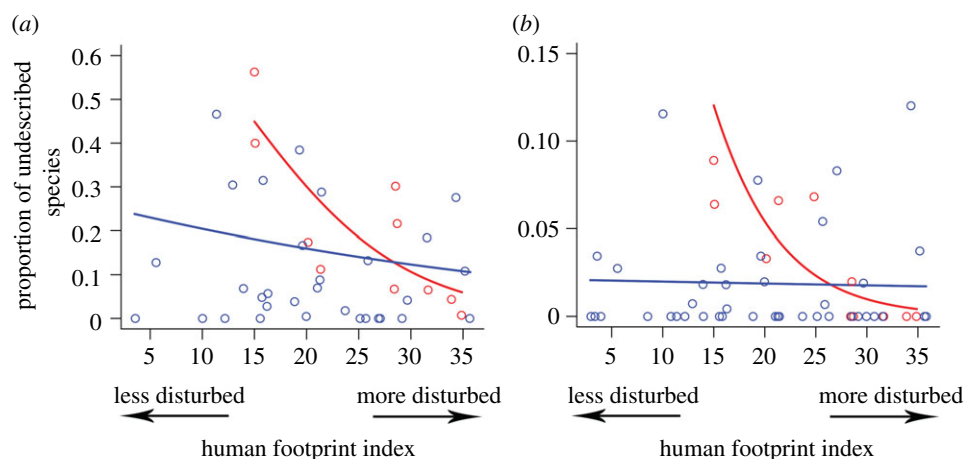 (a)
(b)
proportion of undescribed
species
0.6
0.5
0.4
0.3
0.2
0.1
0
5 10 15 20 25 30 35
less disturbed more disturbed
human footprint index
0.15
0.10
0.05
0
5 10 15 20 25 30 35
less disturbed more disturbed
human footprint index